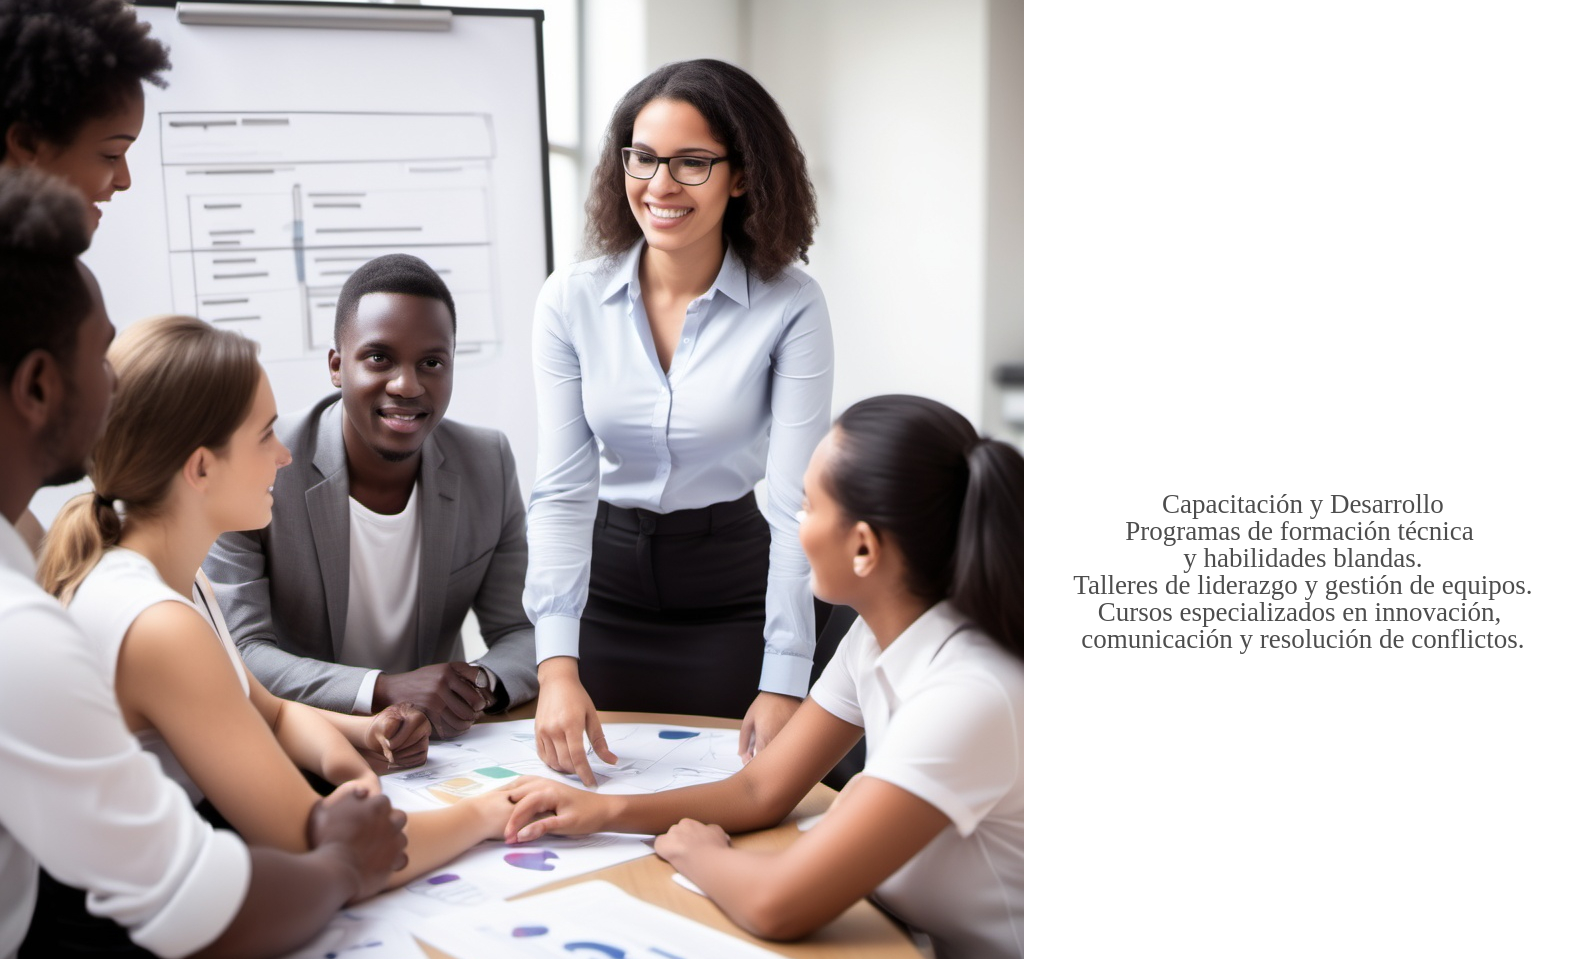 Capacitación y Desarrollo
Programas de formación técnica
y habilidades blandas.
Talleres de liderazgo y gestión de equipos.
Cursos especializados en innovación,
comunicación y resolución de conflictos.